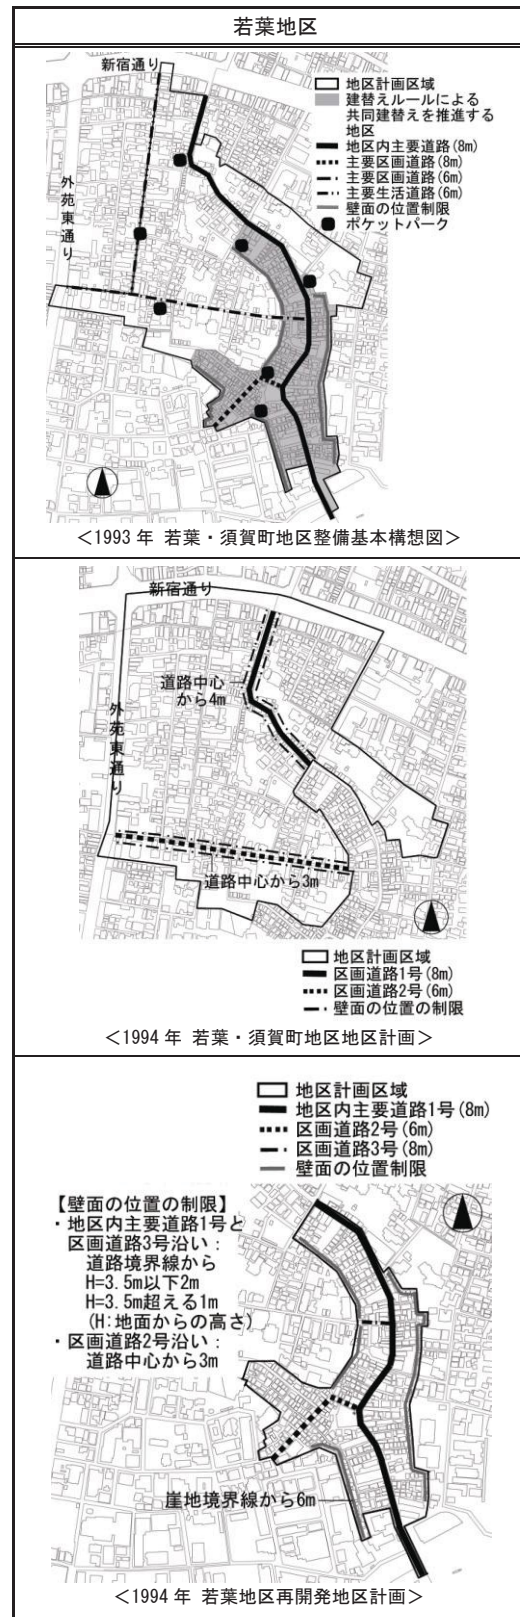 若葉地区
新宿通り
外苑東通り
地区計画区域
建替えルールによる
共同建替えを推進する
地区
地区内主要道路(8m)
主要区画道路(8m)
主要区画道路(6m)
主要生活道路(6m)
壁面の位置制限
ポケットパーク
<1993年 若葉・須賀町地区整備基本構想図>
新宿通り
外苑東通り
道路中心
から4m
道路中心から3m
地区計画区域
区画道路1号(8m)
区画道路2号(6m)
壁面の位置の制限
<1994年 若葉・須賀町地区地区計画>
地区計画区域
地区内主要道路1号(8m)
区画道路2号(6m)
区画道路3号(8m)
壁面の位置制限
【壁面の位置の制限】
・地区内主要道路1号と
区画道路3号沿い:
道路境界線から
H=3.5m以下2m
H=3.5m超える1m
(H:地面からの高さ)
・区画道路2号沿い:
道路中心から3m
崖地境界線から6m
<1994年 若葉地区再開発地区計画>